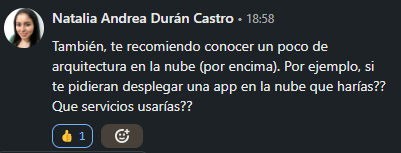 Natalia Andrea Durán Castro • 18:58
También, te recomiendo conocer un poco de
arquitectura en la nube (por encima). Por ejemplo, si
te pidieran desplegar una app en la nube que harías??
Que servicios usarías??
👍 1